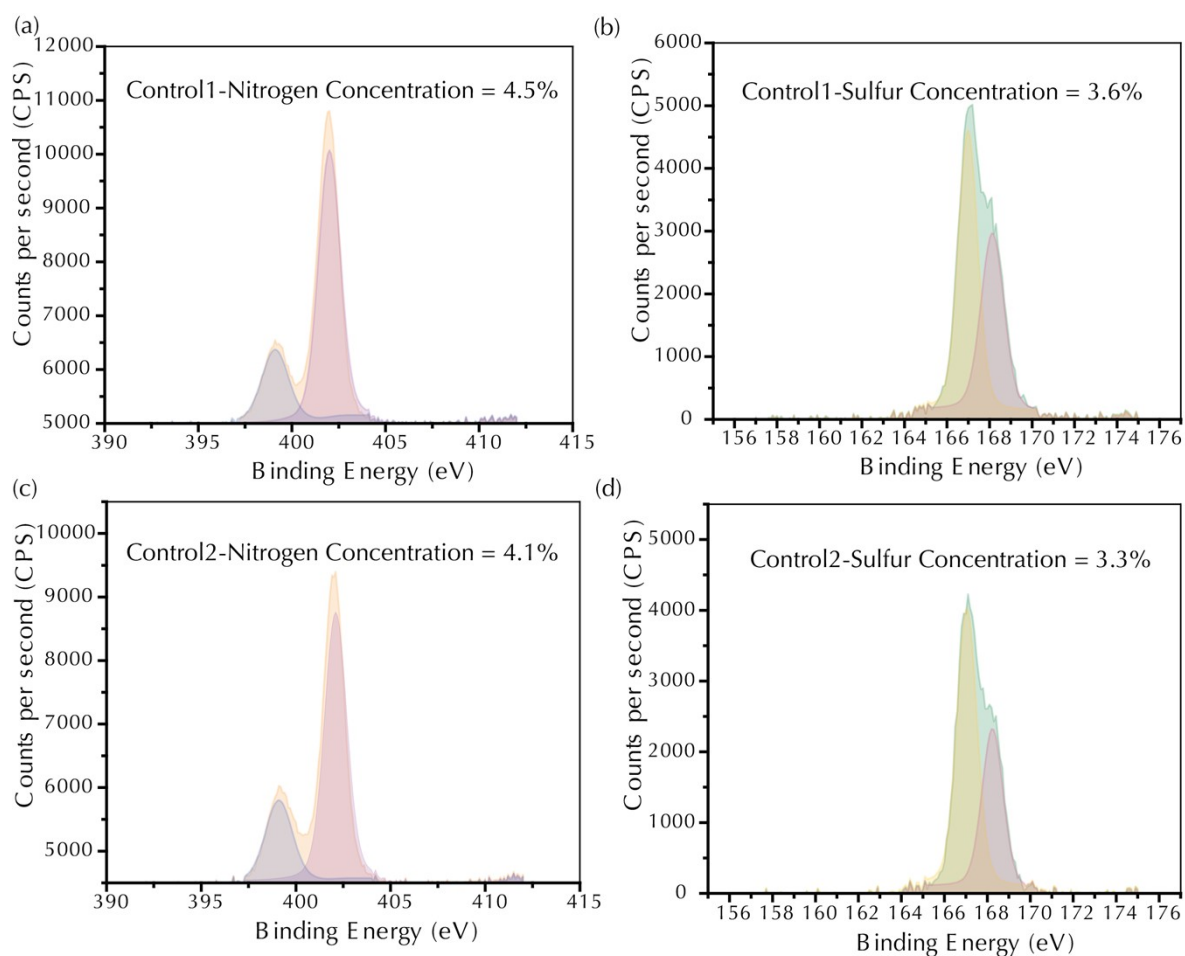 (a)
Control1-Nitrogen Concentration = 4.5%
Counts per second (CPS)
12000
11000
10000
9000
8000
7000
6000
5000
390 395 400 405 410 415
Binding Energy (eV)
(b)
Control1-Sulfur Concentration = 3.6%
Counts per second (CPS)
6000
5000
4000
3000
2000
1000
0
156 158 160 162 164 166 168 170 172 174 176
Binding Energy (eV)
(c)
Control2-Nitrogen Concentration = 4.1%
Counts per second (CPS)
10000
9000
8000
7000
6000
5000
390 395 400 405 410 415
Binding Energy (eV)
(d)
Control2-Sulfur Concentration = 3.3%
Counts per second (CPS)
5000
4000
3000
2000
1000
0
156 158 160 162 164 166 168 170 172 174 176
Binding Energy (eV)